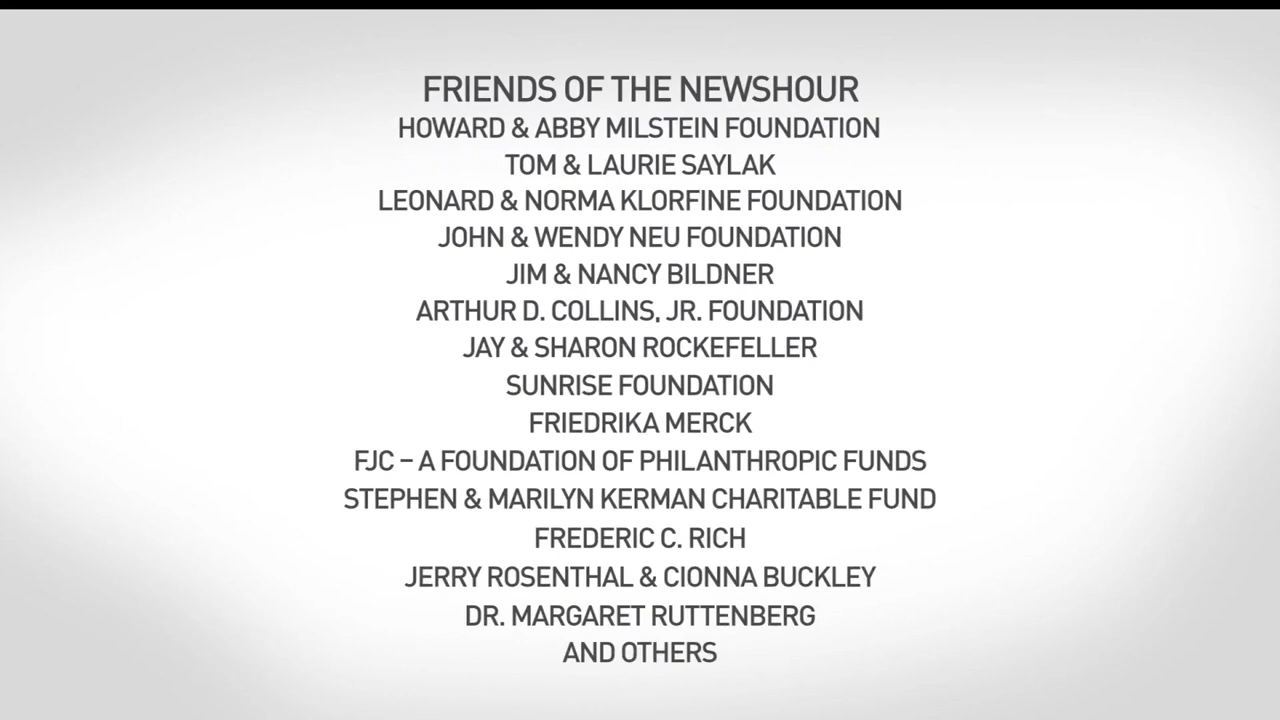 FRIENDS OF THE NEWSHOUR
HOWARD & ABBY MILSTEIN FOUNDATION
TOM & LAURIE SAYLAK
LEONARD & NORMA KLORFINE FOUNDATION
JOHN & WENDY NEU FOUNDATION
JIM & NANCY BILDNER
ARTHUR D. COLLINS, JR. FOUNDATION
JAY & SHARON ROCKEFELLER
SUNRISE FOUNDATION
FRIEDRIKA MERCK
FJC – A FOUNDATION OF PHILANTHROPIC FUNDS
STEPHEN & MARILYN KERMAN CHARITABLE FUND
FREDERIC C. RICH
JERRY ROSENTHAL & CIONNA BUCKLEY
DR. MARGARET RUTTENBERG
AND OTHERS